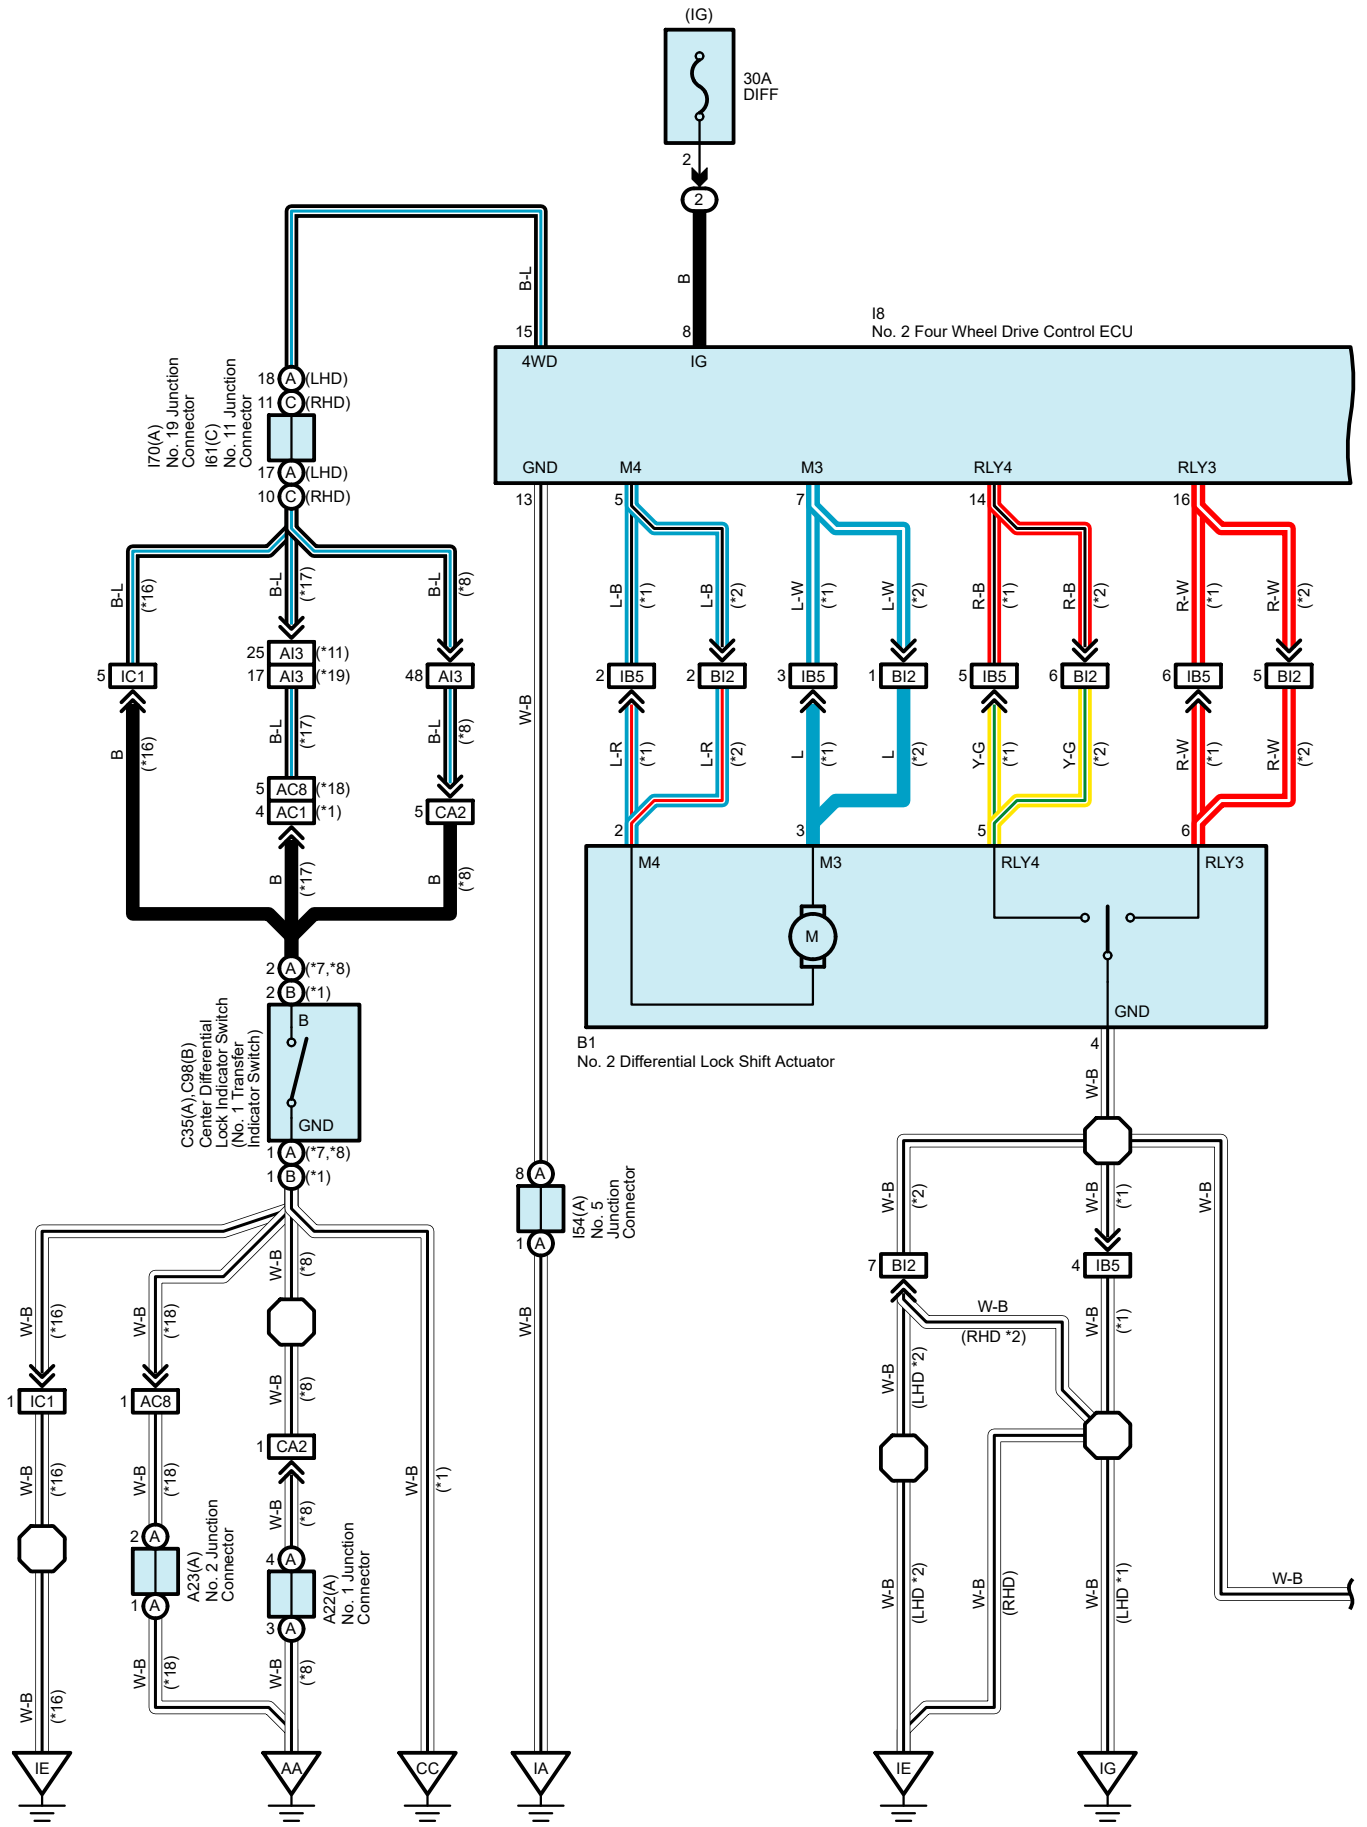 (IG)
30A
DIFF
2
2
B-L
B
15
8
I8
No. 2 Four Wheel Drive Control ECU
4WD
IG
18 A (LHD)
11 C (RHD)
I70(A)
No. 19 Junction
Connector
I61(C)
No. 11 Junction
Connector
17 A (LHD)
10 C (RHD)
GND
M4
M3
RLY4
RLY3
13
5
7
14
16
B-L
(*16)
B-L
(*17)
B-L
(*8)
L-B
(*1)
L-B
(*2)
L-W
(*1)
L-W
(*2)
R-B
(*1)
R-B
(*2)
R-W
(*1)
R-W
(*2)
5 IC1
25 AI3 (*11)
17 AI3 (*19)
48 AI3
2 IB5
2 BI2
3 IB5
1 BI2
5 IB5
6 BI2
6 IB5
5 BI2
W-B
B
(*16)
B-L
(*17)
B-L
(*8)
L-R
(*1)
L-R
(*2)
L
(*1)
L
(*2)
Y-G
(*1)
Y-G
(*2)
R-W
(*1)
R-W
(*2)
5 AC8 (*18)
4 AC1 (*1)
5 CA2
2
3
5
6
B
(*17)
B
(*8)
M4
M3
RLY4
RLY3
M
GND
2 A (*7,*8)
2 B (*1)
B
GND
C35(A),C98(B)
Center Differential
Lock Indicator Switch
(No. 1 Transfer
Indicator Switch)
1 A (*7,*8)
1 B (*1)
B1
No. 2 Differential Lock Shift Actuator
4
W-B
8 A
1 A
I54(A)
No. 5
Junction
Connector
W-B
(*2)
W-B
(*1)
W-B
7 BI2
4 IB5
W-B
(*16)
W-B
(*18)
W-B
(*8)
W-B
W-B
(RHD *2)
W-B
(*1)
W-B
(LHD *2)
1 IC1
1 AC8
W-B
(*8)
1 CA2
W-B
(*16)
W-B
(*18)
W-B
(*8)
W-B
(*1)
2 A
1 A
A23(A)
No. 2 Junction
Connector
4 A
3 A
A22(A)
No. 1 Junction
Connector
W-B
(LHD *2)
W-B
(RHD)
W-B
(LHD *1)
W-B
W-B
(*16)
W-B
(*18)
W-B
(*8)
IE
AA
CC
IA
IE
IG